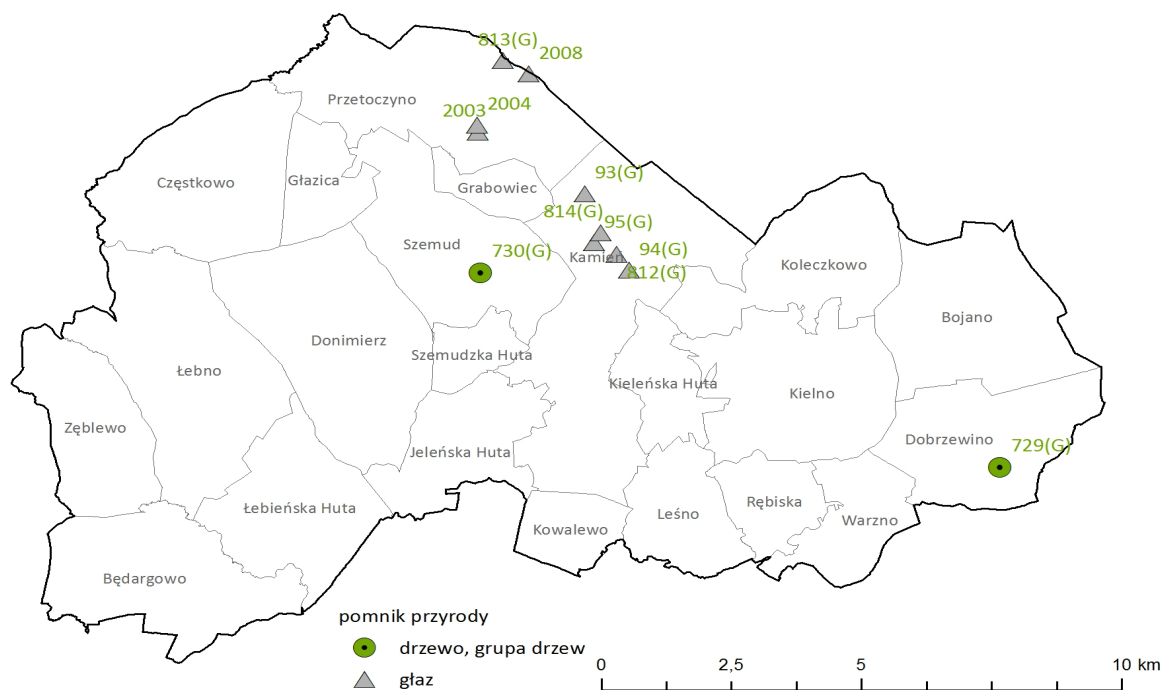 813(G)
2008
Przetoczyno
2003 2004
Częstkowo
Głazica
Grabowiec
93(G)
814(G)
95(G)
Szemud
730(G)
94(G)
Kamień
812(G)
Koleczkowo
Bojano
Donimierz
Szemudzka Huta
Łebno
Kieleńska Huta
Kielno
Zęblewo
Dobrzewino
729(G)
Jeleńska Huta
Łebieńska Huta
Kowalewo
Leśno
Rębiska
Warzno
Będargowo
pomnik przyrody
drzewo, grupa drzew
głaz
0 2,5 5 10 km